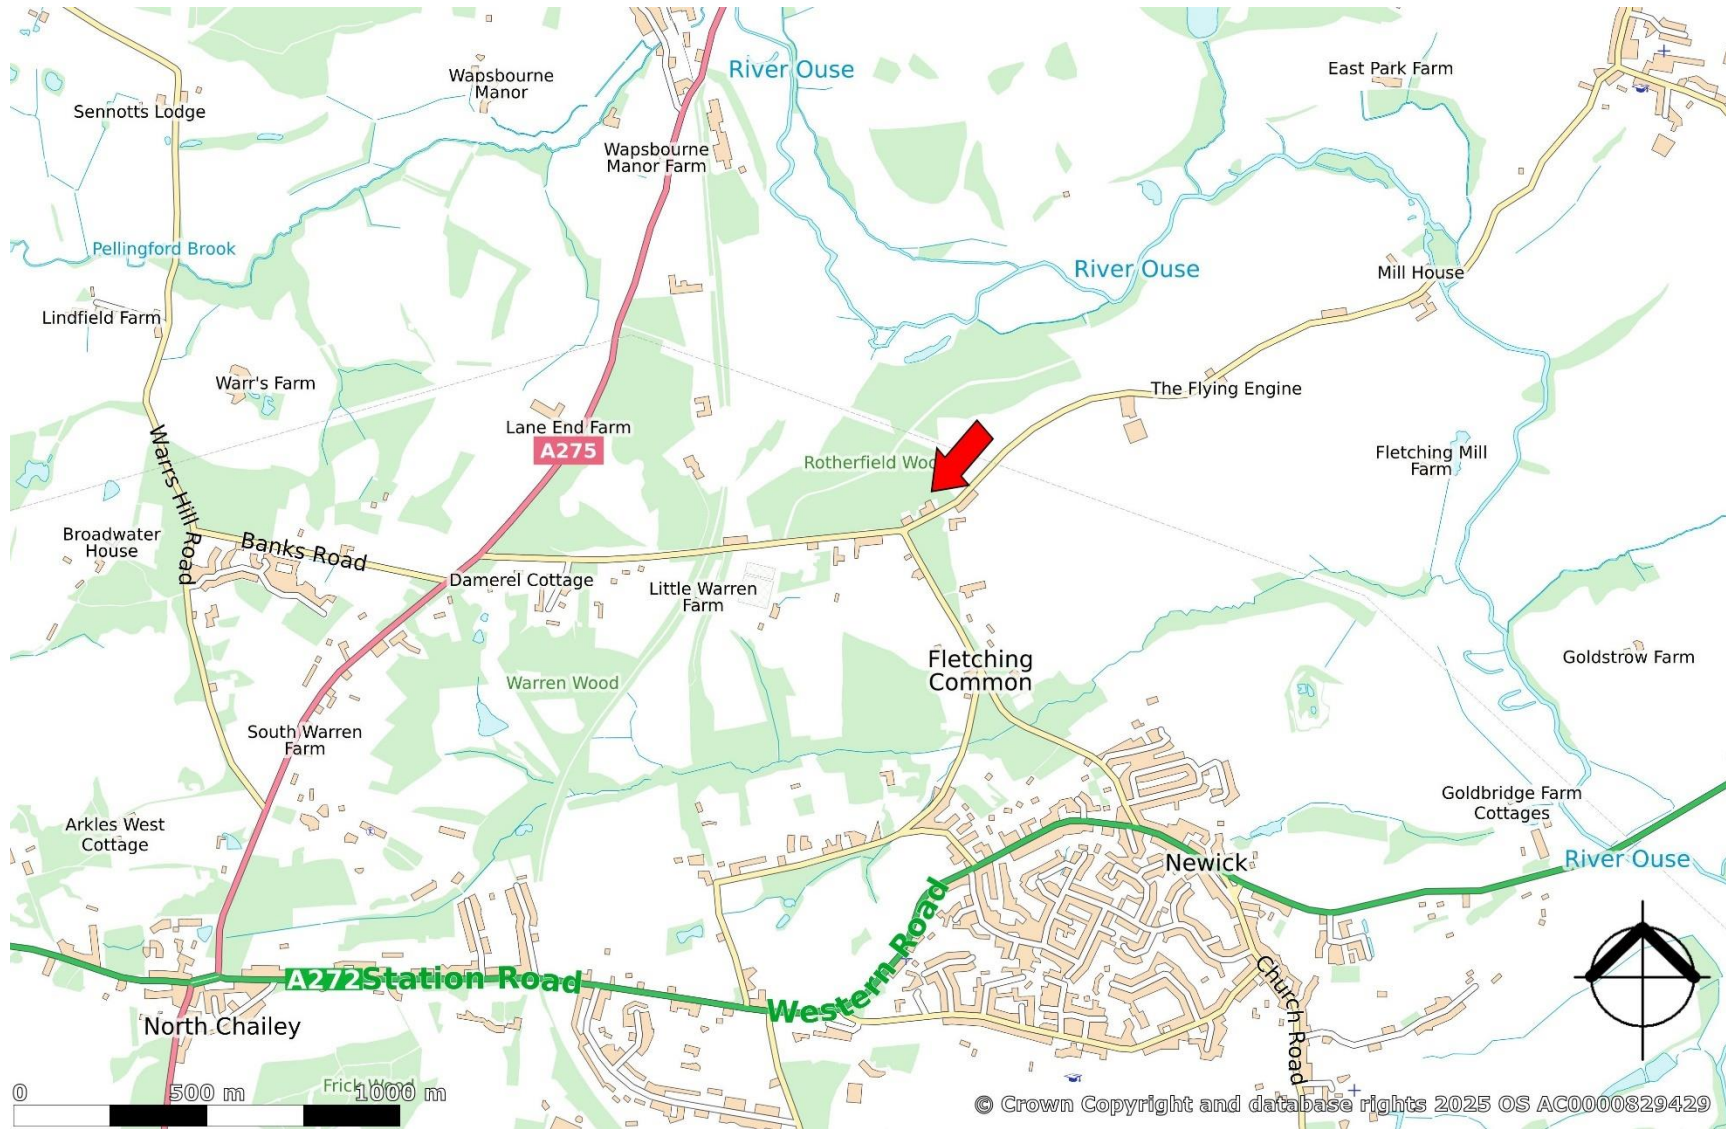 River Ouse
East Park Farm
Wapsbourne
Manor
Sennotts Lodge
Wapsbourne
Manor Farm
Pellingford Brook
River Ouse
Mill House
Lindfield Farm
Warr's Farm
The Flying Engine
Lane End Farm
A275
Rotherfield Woo
Fletching Mill
Farm
Warrs Hill Road
Broadwater
House
Banks Road
Damerel Cottage
Little Warren
Farm
Fletching
Common
Goldstrow Farm
Warren Wood
South Warren
Farm
Goldbridge Farm
Cottages
Arkles West
Cottage
Newick
River Ouse
A272
Station Road
Western Road
Church Road
North Chailey
Frick Wood
0 500 m 1000 m
© Crown Copyright and database rights 2025 OS AC0000829429